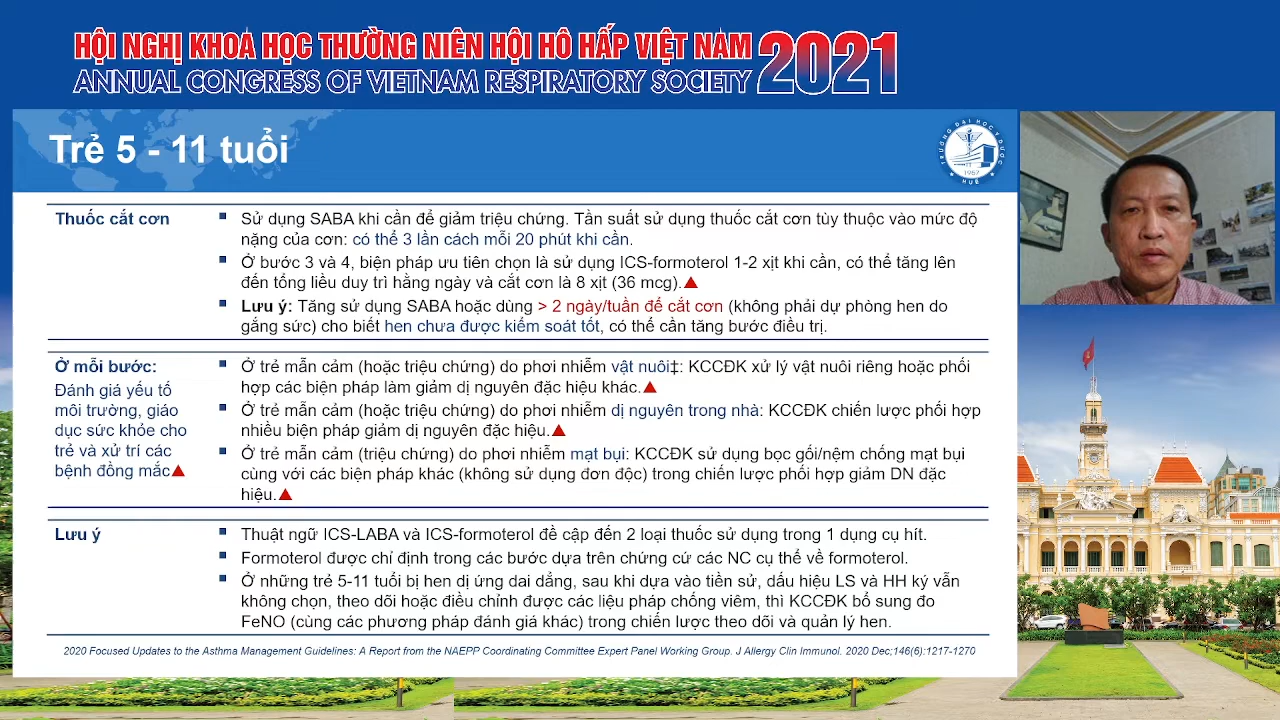 HỘI NGHỊ KHOA HỌC THƯỜNG NIÊN HỘI HÔ HẤP VIỆT NAM 2021
ANNUAL CONGRESS OF VIETNAM RESPIRATORY SOCIETY
Trẻ 5 - 11 tuổi
TRƯỜNG ĐẠI HỌC Y DƯỢC
1957
HUẾ
Thuốc cắt cơn
▪ Sử dụng SABA khi cần để giảm triệu chứng. Tần suất sử dụng thuốc cắt cơn tùy thuộc vào mức độ
nặng của cơn: có thể 3 lần cách mỗi 20 phút khi cần.
▪ Ở bước 3 và 4, biện pháp ưu tiên chọn là sử dụng ICS-formoterol 1-2 xịt khi cần, có thể tăng lên
đến tổng liều duy trì hằng ngày và cắt cơn là 8 xịt (36 mcg).▲
▪ Lưu ý: Tăng sử dụng SABA hoặc dùng > 2 ngày/tuần để cắt cơn (không phải dự phòng hen do
gắng sức) cho biết hen chưa được kiểm soát tốt, có thể cần tăng bước điều trị.
Ở mỗi bước:
Đánh giá yếu tố
môi trường, giáo
dục sức khỏe cho
trẻ và xử trí các
bệnh đồng mắc▲
▪ Ở trẻ mẫn cảm (hoặc triệu chứng) do phơi nhiễm vật nuôi‡: KCCĐK xử lý vật nuôi riêng hoặc phối
hợp các biện pháp làm giảm dị nguyên đặc hiệu khác.▲
▪ Ở trẻ mẫn cảm (hoặc triệu chứng) do phơi nhiễm dị nguyên trong nhà: KCCĐK chiến lược phối hợp
nhiều biện pháp giảm dị nguyên đặc hiệu.▲
▪ Ở trẻ mẫn cảm (triệu chứng) do phơi nhiễm mạt bụi: KCCĐK sử dụng bọc gối/nệm chống mạt bụi
cùng với các biện pháp khác (không sử dụng đơn độc) trong chiến lược phối hợp giảm DN đặc
hiệu.▲
Lưu ý
▪ Thuật ngữ ICS-LABA và ICS-formoterol đề cập đến 2 loại thuốc sử dụng trong 1 dụng cụ hít.
▪ Formoterol được chỉ định trong các bước dựa trên chứng cứ các NC cụ thể về formoterol.
▪ Ở những trẻ 5-11 tuổi bị hen dị ứng dai dẳng, sau khi dựa vào tiền sử, dấu hiệu LS và HH ký vẫn
không chọn, theo dõi hoặc điều chỉnh được các liệu pháp chống viêm, thì KCCĐK bổ sung đo
FeNO (cùng các phương pháp đánh giá khác) trong chiến lược theo dõi và quản lý hen.
2020 Focused Updates to the Asthma Management Guidelines: A Report from the NAEPP Coordinating Committee Expert Panel Working Group. J Allergy Clin Immunol. 2020 Dec;146(6):1217-1270